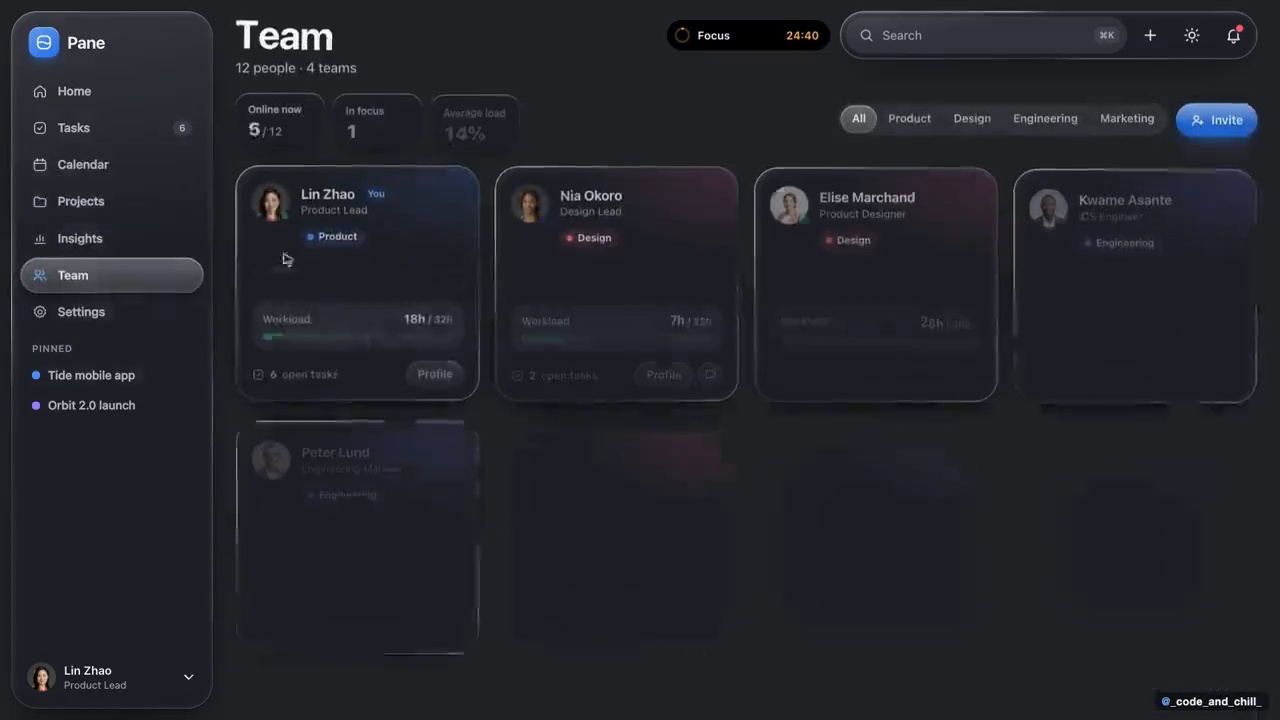 Pane
Home
Tasks 6
Calendar
Projects
Insights
Team
Settings
PINNED
Tide mobile app
Orbit 2.0 launch
Lin Zhao
Product Lead
Team
12 people · 4 teams
Focus 24:40
Search ⌘K
Online now
5 / 12
In focus
1
Average load
14%
All Product Design Engineering Marketing
Invite
Lin Zhao You
Product Lead
Product
Workload 18h / 32h
6 open tasks Profile
Nia Okoro
Design Lead
Design
Workload 7h / 32h
2 open tasks Profile
Elise Marchand
Product Designer
Design
Kwame Asante
iOS Engineer
Engineering
Peter Lund
Engineering
@_code_and_chill_